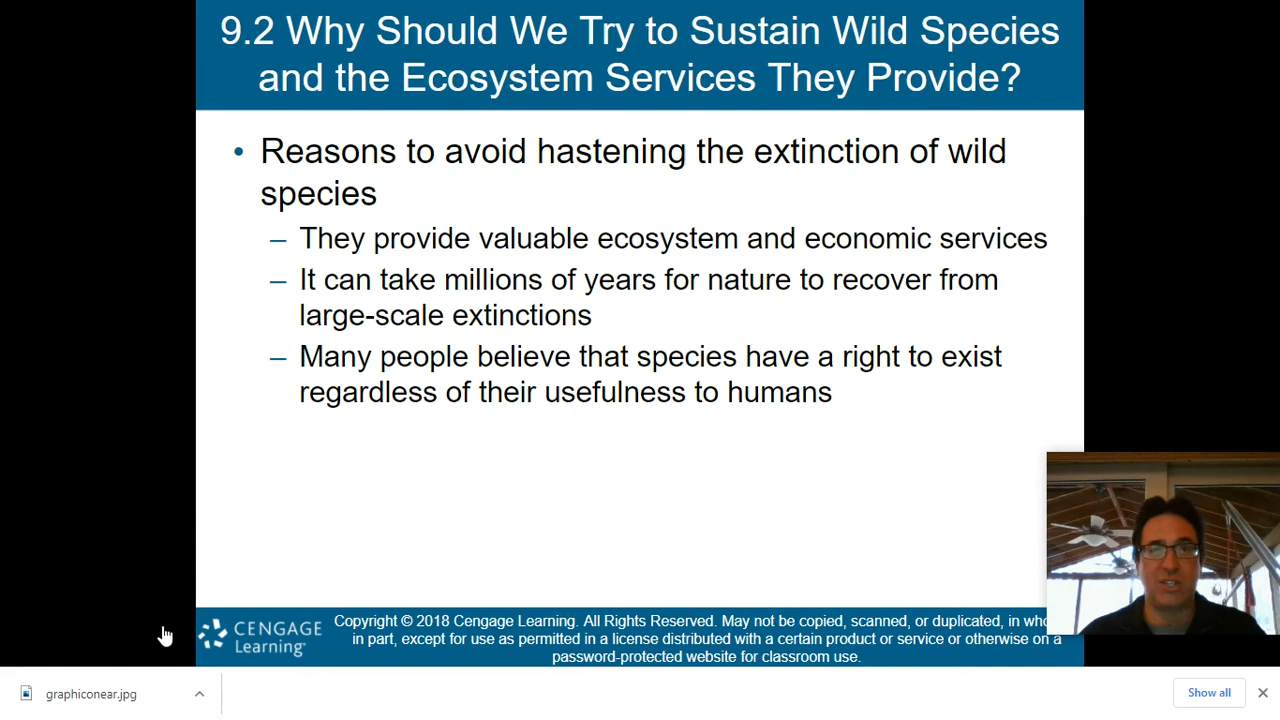 9.2 Why Should We Try to Sustain Wild Species
and the Ecosystem Services They Provide?
• Reasons to avoid hastening the extinction of wild
species
– They provide valuable ecosystem and economic services
– It can take millions of years for nature to recover from
large-scale extinctions
– Many people believe that species have a right to exist
regardless of their usefulness to humans
CENGAGE
Learning™
Copyright © 2018 Cengage Learning. All Rights Reserved. May not be copied, scanned, or duplicated, in
in part, except for use as permitted in a license distributed with a certain product or service or otherwise on a
password-protected website for classroom use.
graphiconear.jpg
Show all